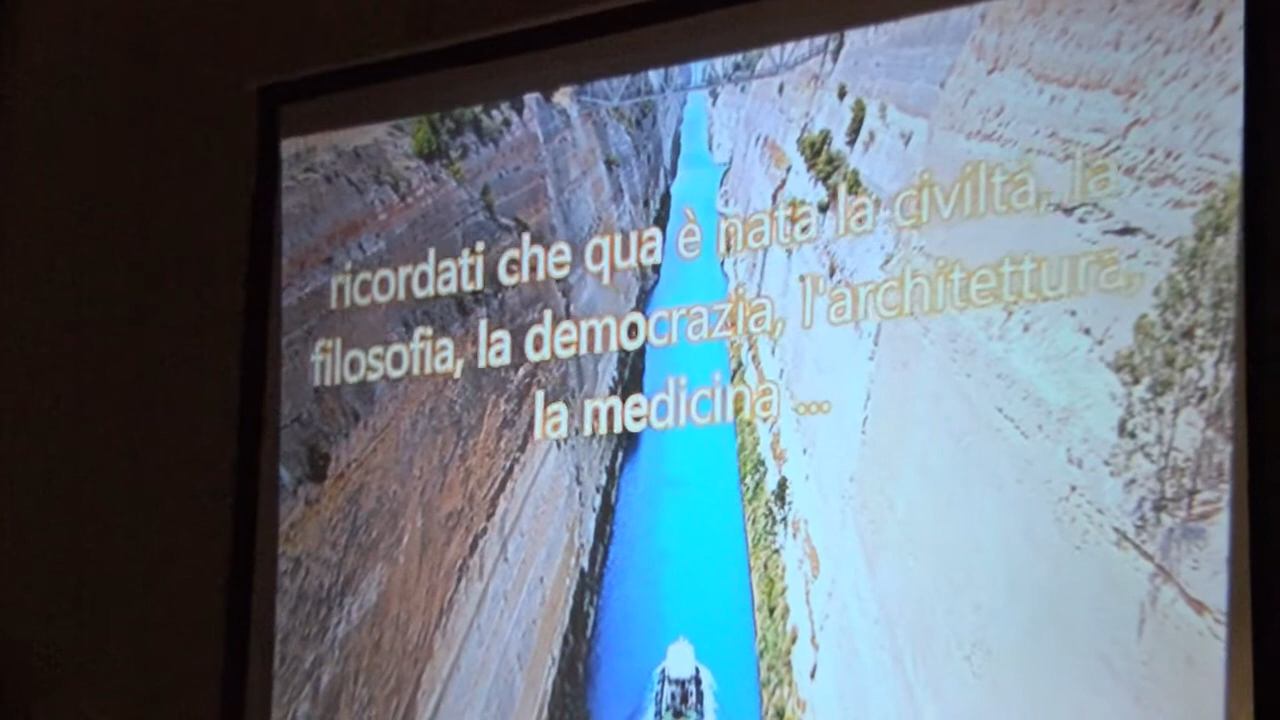 ricordati che qua è nata la civiltà, la
filosofia, la democrazia, l'architettura,
la medicina ...